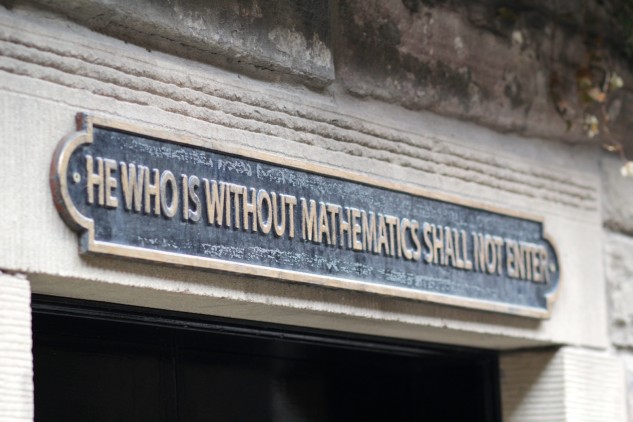 HE WHO IS WITHOUT MATHEMATICS SHALL NOT ENTER